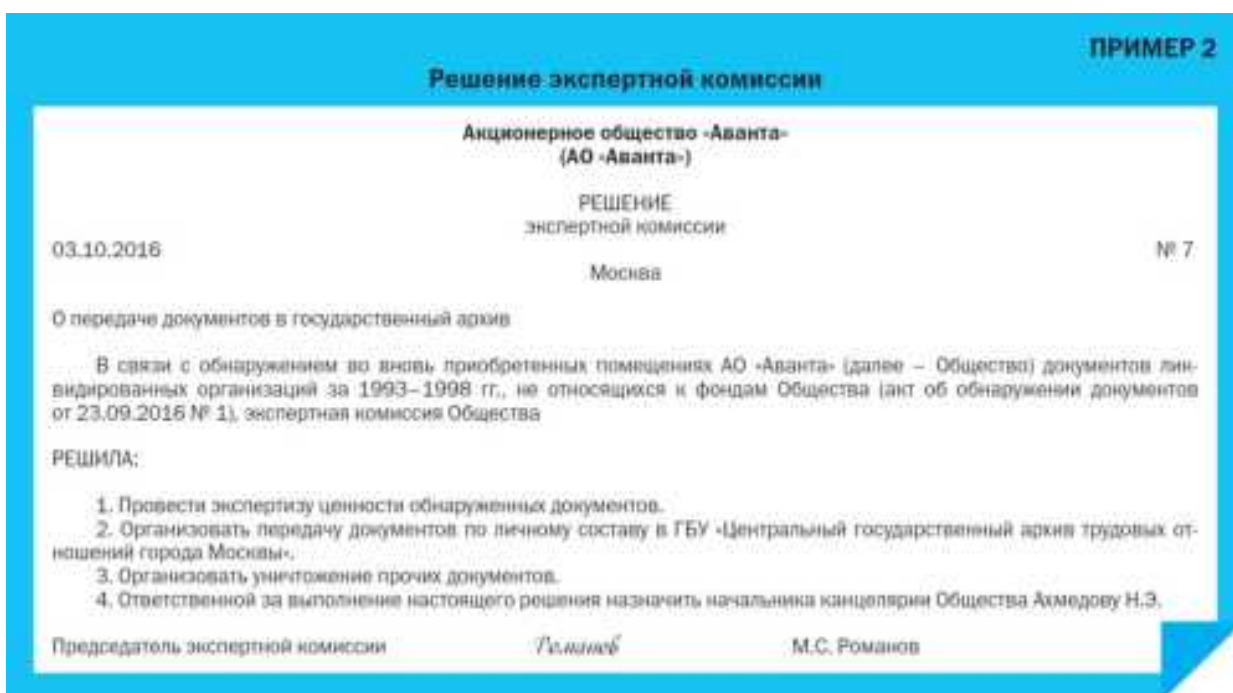 ПРИМЕР 2
Решение экспертной комиссии
Акционерное общество «Аванта»
(АО «Аванта»)
РЕШЕНИЕ
экспертной комиссии
03.10.2016 № 7
Москва
О передаче документов в государственный архив
В связи с обнаружением во вновь приобретенных помещениях АО «Аванта» (далее – Общество) документов лик-
видированных организаций за 1993–1998 гг., не относящихся к фондам Общества (акт об обнаружении документов
от 23.09.2016 № 1), экспертная комиссия Общества
РЕШИЛА:
1. Провести экспертизу ценности обнаруженных документов.
2. Организовать передачу документов по личному составу в ГБУ «Центральный государственный архив трудовых от-
ношений города Москвы».
3. Организовать уничтожение прочих документов.
4. Ответственной за выполнение настоящего решения назначить начальника канцелярии Общества Ахмедову Н.Э.
Председатель экспертной комиссии Романов М.С. Романов